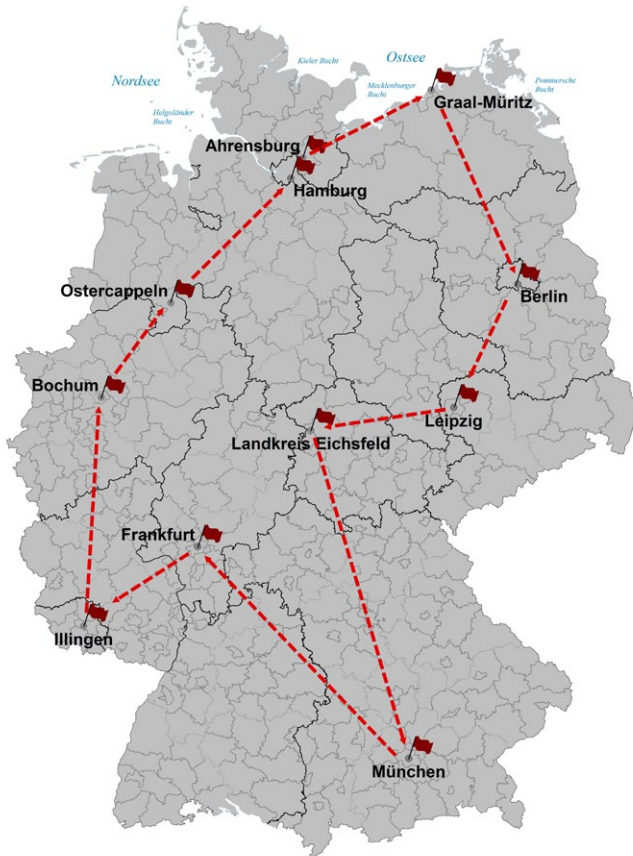 Kieler Bucht
Ostsee
Nordsee
Mecklenburger
Bucht
Pommersche
Bucht
Graal-Müritz
Helgoländer
Bucht
Ahrensburg
Hamburg
Ostercappeln
Berlin
Bochum
Leipzig
Landkreis Eichsfeld
Frankfurt
Illingen
München